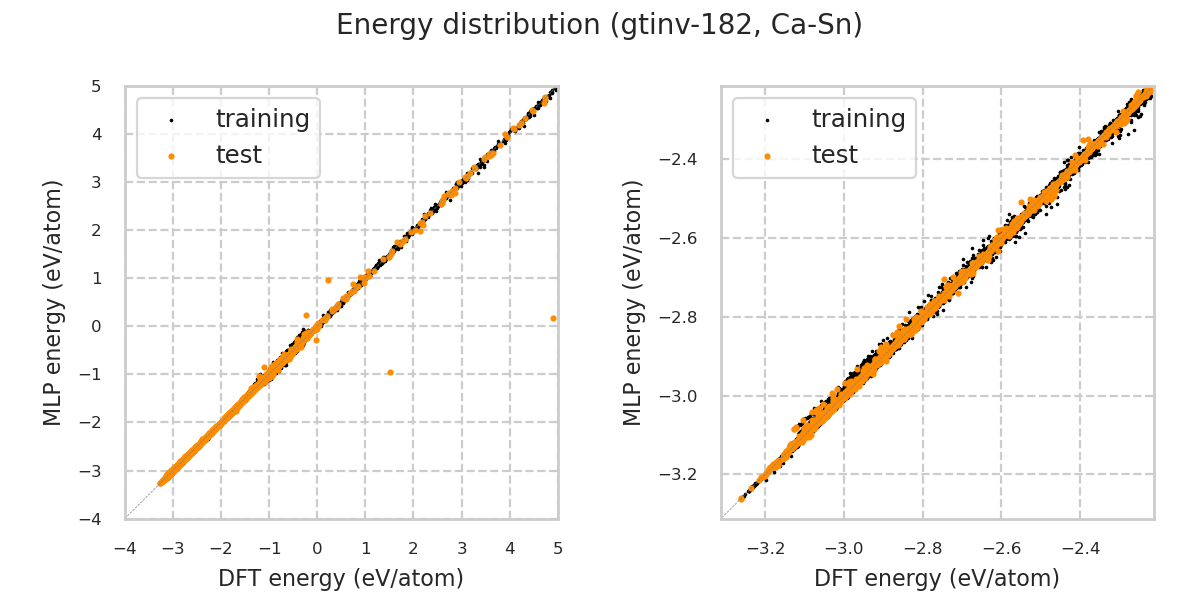 Energy distribution (gtinv-182, Ca-Sn)
training
test
5
4
3
2
1
0
−1
−2
−3
−4
−4 −3 −2 −1 0 1 2 3 4 5
MLP energy (eV/atom)
DFT energy (eV/atom)
training
test
−2.4
−2.6
−2.8
−3.0
−3.2
−3.2 −3.0 −2.8 −2.6 −2.4
MLP energy (eV/atom)
DFT energy (eV/atom)